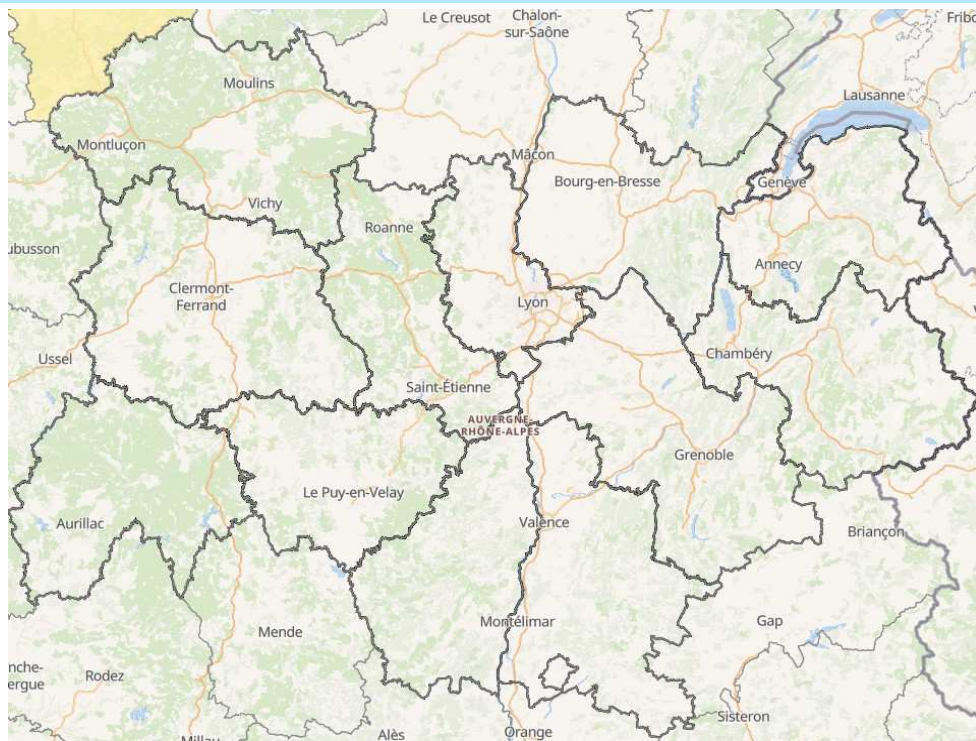 Le Creusot
Chalon-
sur-Saône
Fribo
Moulins
Lausanne
Montluçon
Mâcon
Bourg-en-Bresse
Genève
Vichy
Roanne
ubusson
Annecy
Clermont-
Ferrand
Lyon
Ussel
Chambéry
Saint-Étienne
AUVERGNE-
RHÔNE-ALPES
Grenoble
Le Puy-en-Velay
Aurillac
Valence
Briançon
Mende
Montélimar
Gap
nche-
ergue
Rodez
Sisteron
Millau
Alès
Orange